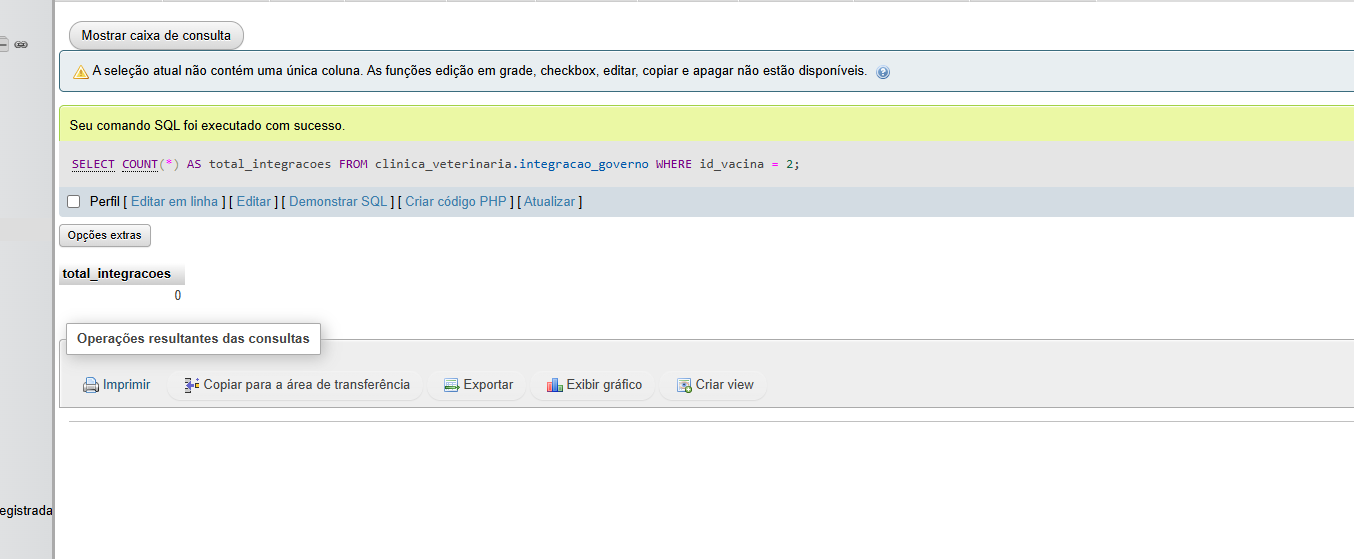 Mostrar caixa de consulta
A seleção atual não contém uma única coluna. As funções edição em grade, checkbox, editar, copiar e apagar não estão disponíveis.
Seu comando SQL foi executado com sucesso.
SELECT COUNT(*) AS total_integracoes FROM clinica_veterinaria.integracao_governo WHERE id_vacina = 2;
Perfil [ Editar em linha ] [ Editar ] [ Demonstrar SQL ] [ Criar código PHP ] [ Atualizar ]
Opções extras
total_integracoes
0
Operações resultantes das consultas
Imprimir Copiar para a área de transferência Exportar Exibir gráfico Criar view
egistrada